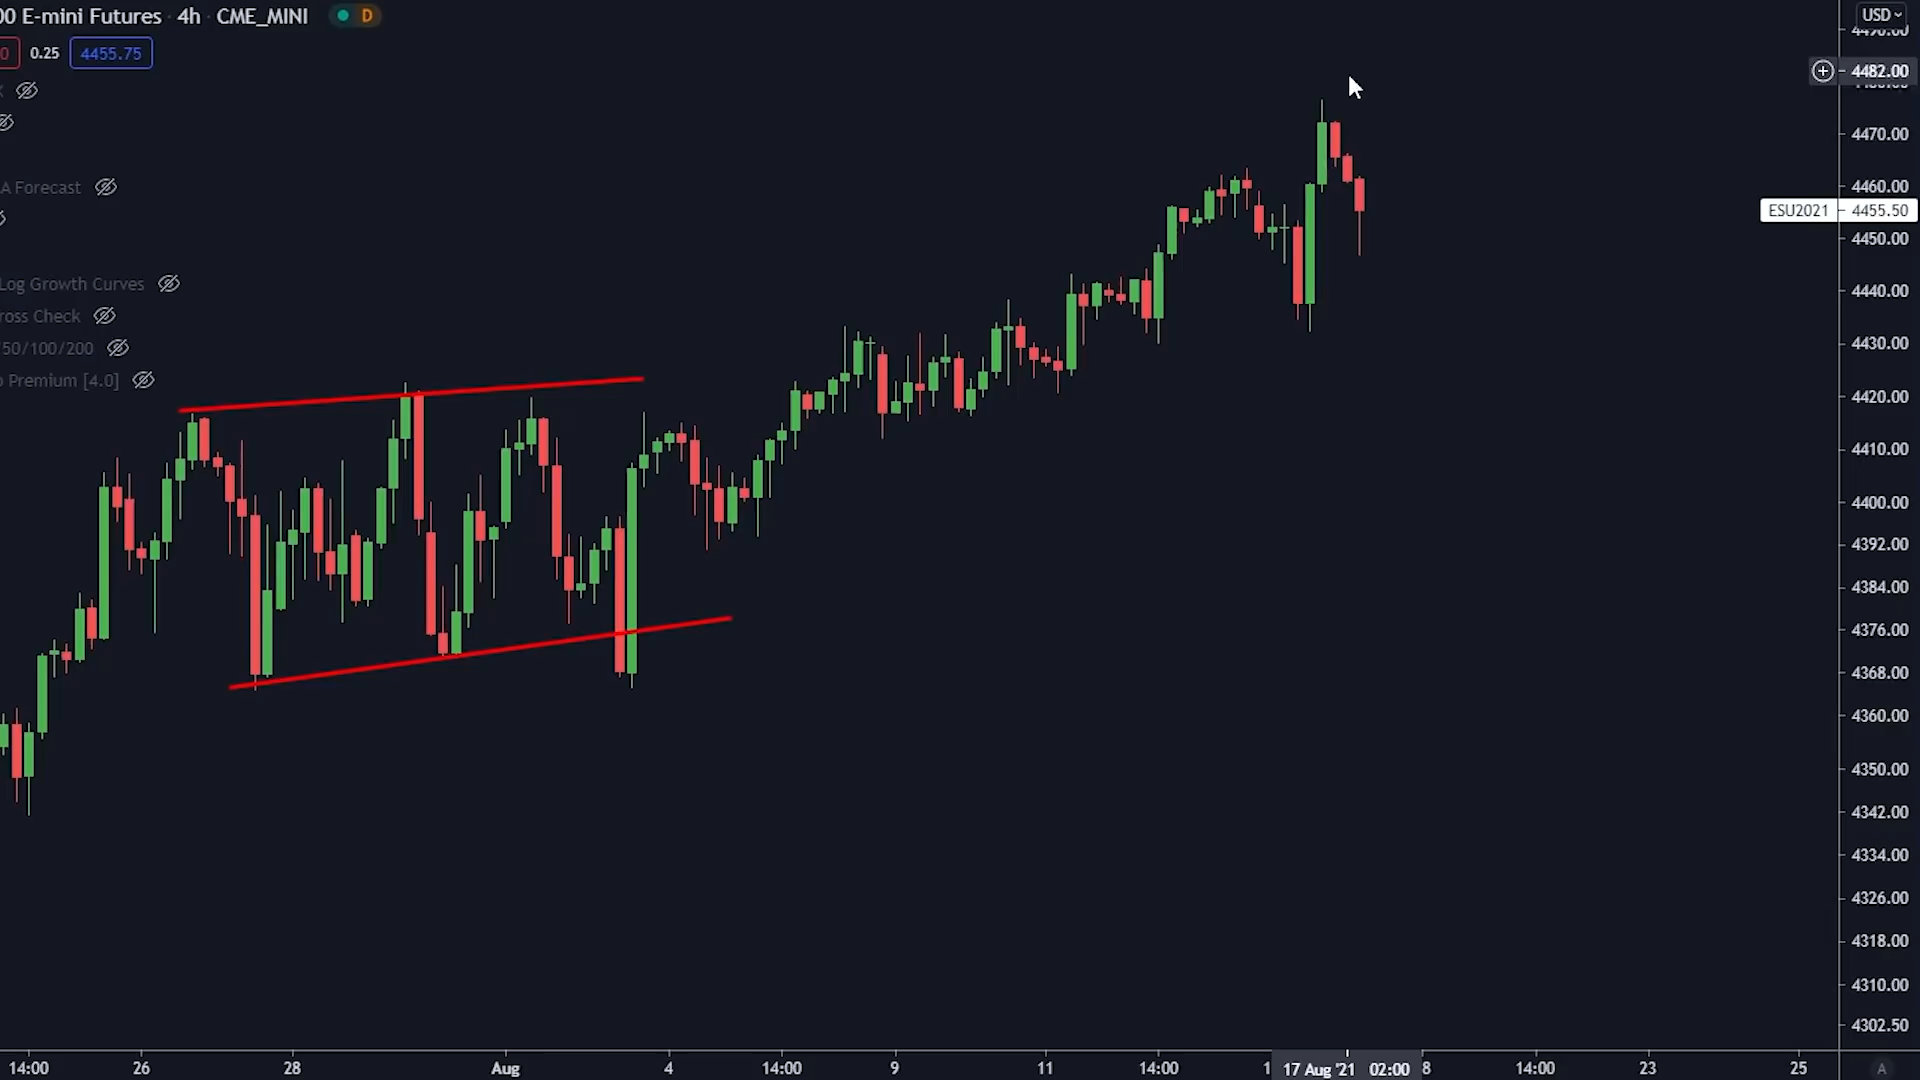 00 E-mini Futures · 4h · CME_MINI D
0 0.25 4455.75
A Forecast
Log Growth Curves
ross Check
50/100/200
o Premium [4.0]
USD
4490.00
4482.00
4470.00
4460.00
ESU2021 4455.50
4450.00
4440.00
4430.00
4420.00
4410.00
4400.00
4392.00
4384.00
4376.00
4368.00
4360.00
4350.00
4342.00
4334.00
4326.00
4318.00
4310.00
4302.50
14:00 26 28 Aug 4 14:00 9 11 14:00 1 17 Aug '21 02:00 8 14:00 23 25 A